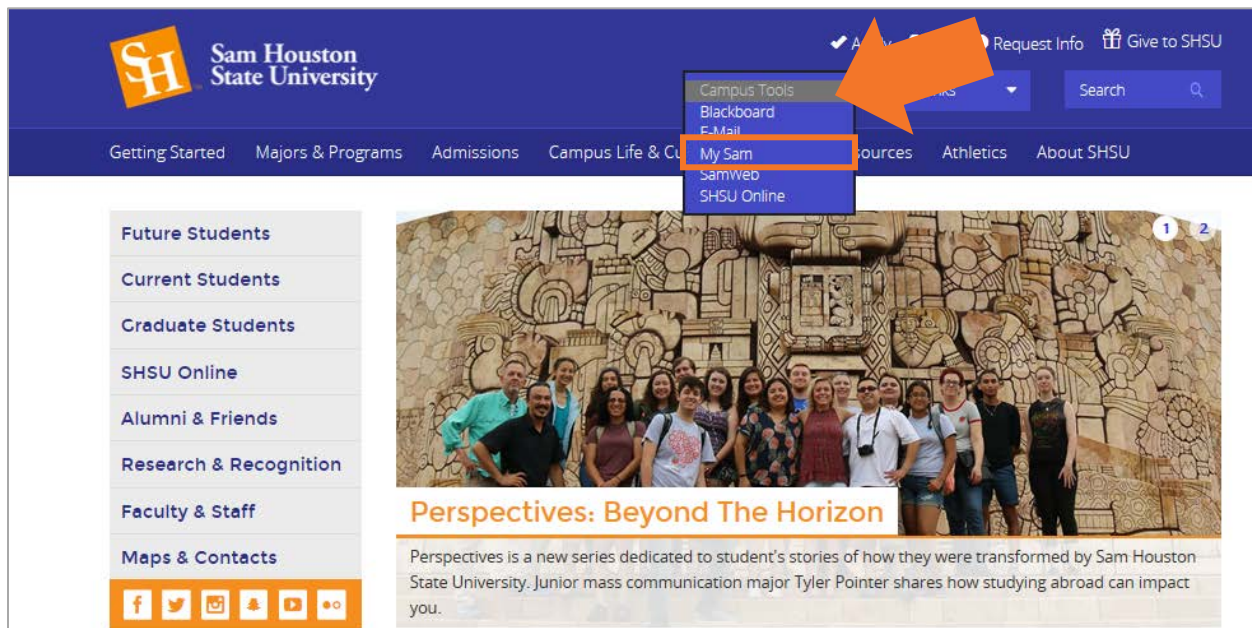 SH
Sam Houston
State University
Request Info
Give to SHSU
Campus Tools
Blackboard
E-Mail
My Sam
SamWeb
SHSU Online
Search
Getting Started
Majors & Programs
Admissions
Campus Life &
Athletics
About SHSU
Future Students
Current Students
Graduate Students
SHSU Online
Alumni & Friends
Research & Recognition
Faculty & Staff
Maps & Contacts
1 2
Perspectives: Beyond The Horizon
Perspectives is a new series dedicated to student's stories of how they were transformed by Sam Houston
State University. Junior mass communication major Tyler Pointer shares how studying abroad can impact
you.